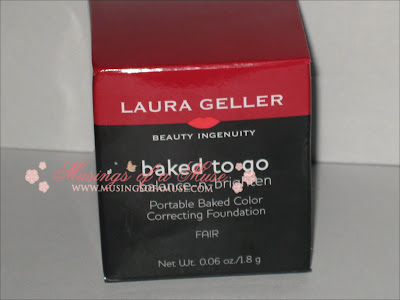 LAURA GELLER
BEAUTY INGENUITY
baked to go
balance n brighten
Musings of a Muse
WWW.MUSINGSOFAMUSE.COM
Portable Baked Color
Correcting Foundation
FAIR
Net Wt. 0.06 oz./1.8 g